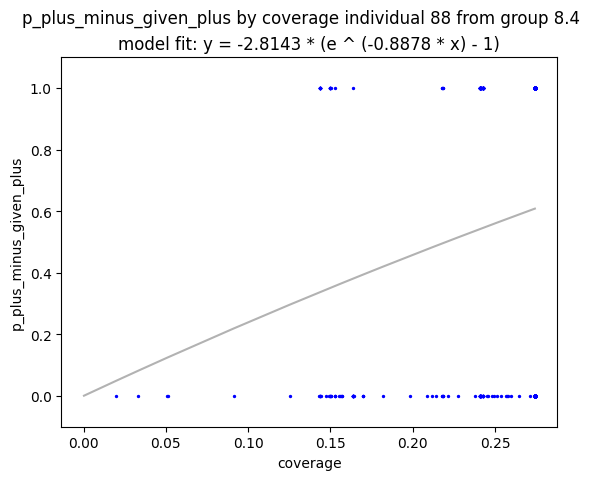 p_plus_minus_given_plus by coverage individual 88 from group 8.4
model fit: y = -2.8143 * (e ^ (-0.8878 * x) - 1)
1.0
0.8
0.6
0.4
0.2
0.0
p_plus_minus_given_plus
0.00 0.05 0.10 0.15 0.20 0.25
coverage